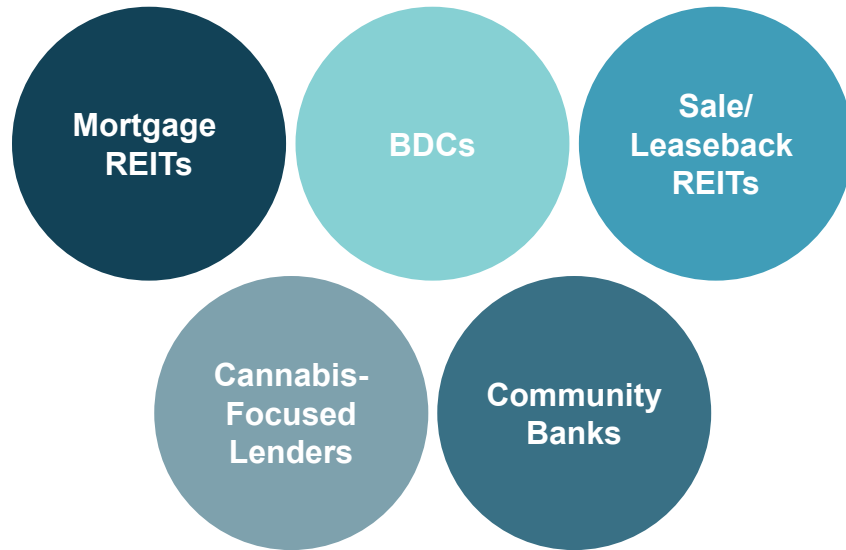 Mortgage
REITs
BDCs
Sale/
Leaseback
REITs
Cannabis-
Focused
Lenders
Community
Banks